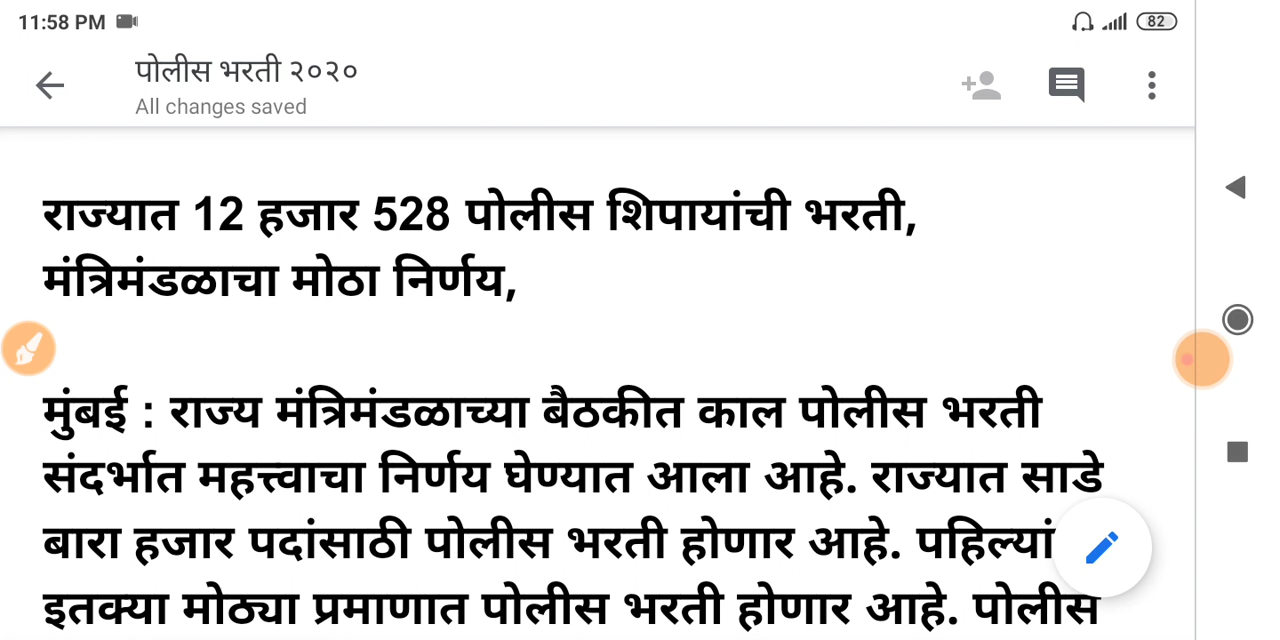 11:58 PM
82
पोलीस भरती २०२०
All changes saved
राज्यात 12 हजार 528 पोलीस शिपायांची भरती,
मंत्रिमंडळाचा मोठा निर्णय,
मुंबई : राज्य मंत्रिमंडळाच्या बैठकीत काल पोलीस भरती
संदर्भात महत्त्वाचा निर्णय घेण्यात आला आहे. राज्यात साडे
बारा हजार पदांसाठी पोलीस भरती होणार आहे. पहिल्यां
इतक्या मोठ्या प्रमाणात पोलीस भरती होणार आहे. पोलीस